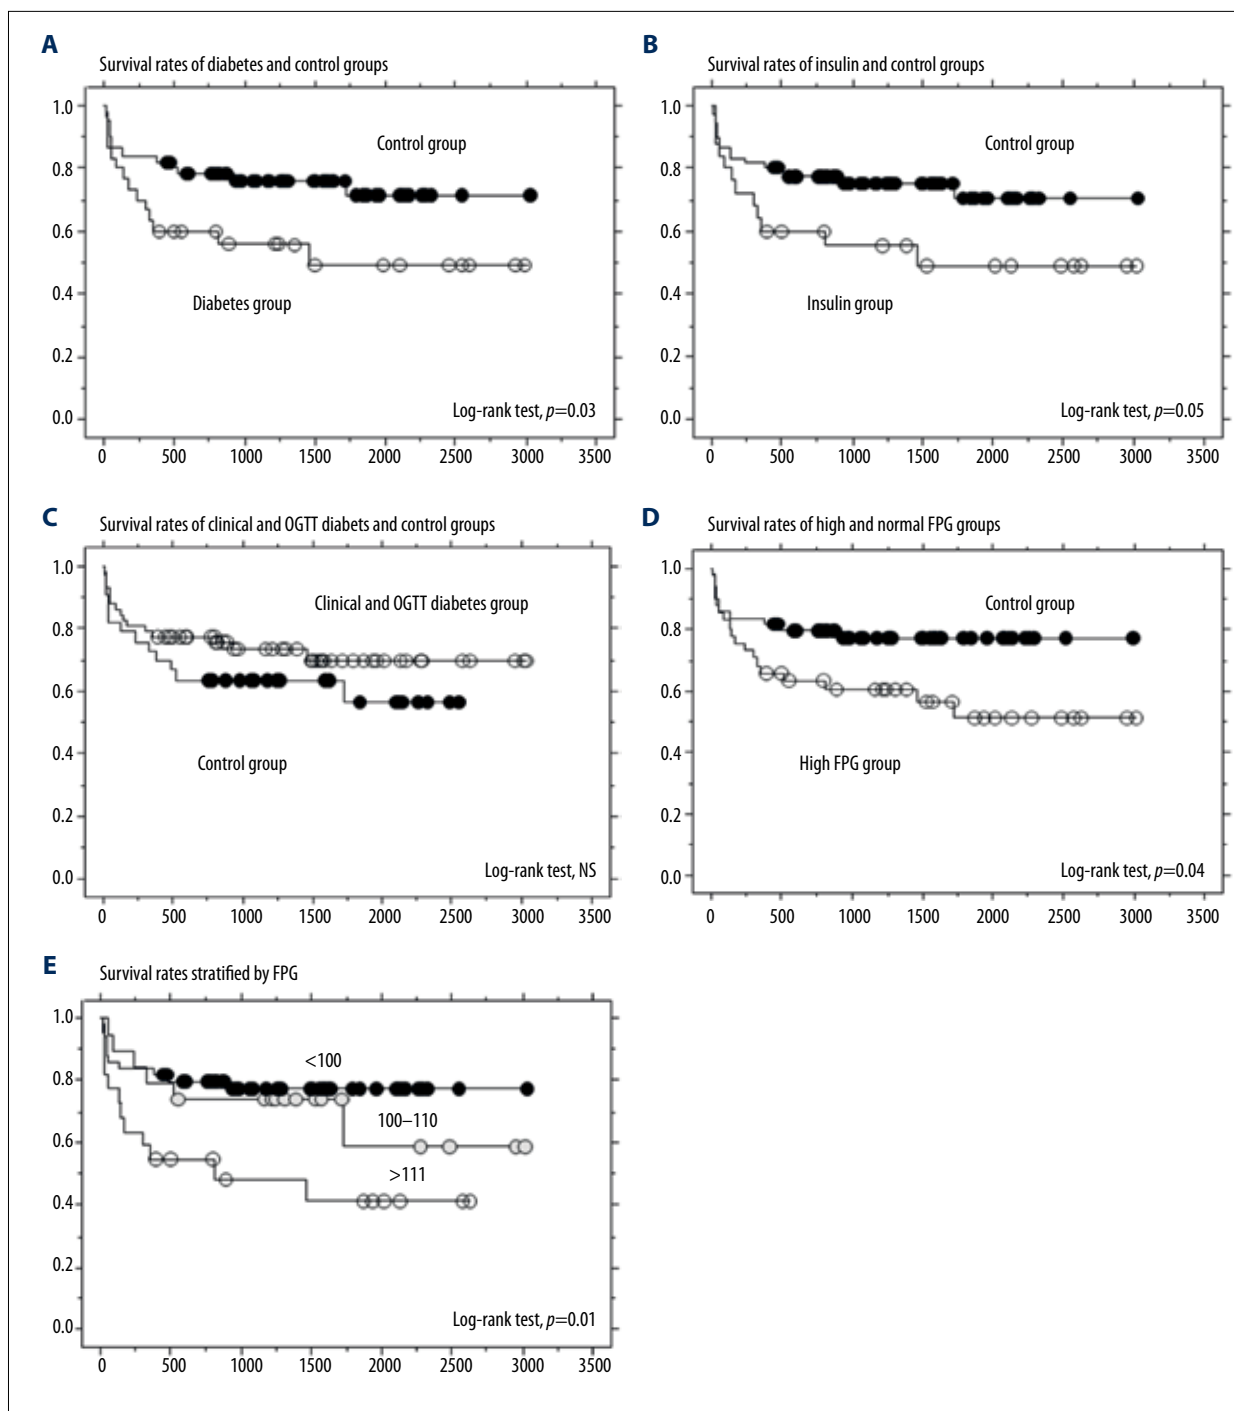 A
Survival rates of diabetes and control groups
1.0
0.8
0.6
0.4
0.2
0.0
Control group
Diabetes group
Log-rank test, p=0.03
0 500 1000 1500 2000 2500 3000 3500
B
Survival rates of insulin and control groups
1.0
0.8
0.6
0.4
0.2
0.0
Control group
Insulin group
Log-rank test, p=0.05
0 500 1000 1500 2000 2500 3000 3500
C
Survival rates of clinical and OGTT diabets and control groups
1.0
0.8
0.6
0.4
0.2
0.0
Clinical and OGTT diabetes group
Control group
Log-rank test, NS
0 500 1000 1500 2000 2500 3000 3500
D
Survival rates of high and normal FPG groups
1.0
0.8
0.6
0.4
0.2
0.0
Control group
High FPG group
Log-rank test, p=0.04
0 500 1000 1500 2000 2500 3000 3500
E
Survival rates stratified by FPG
1.0
0.8
0.6
0.4
0.2
0.0
<100
100–110
>111
Log-rank test, p=0.01
0 500 1000 1500 2000 2500 3000 3500